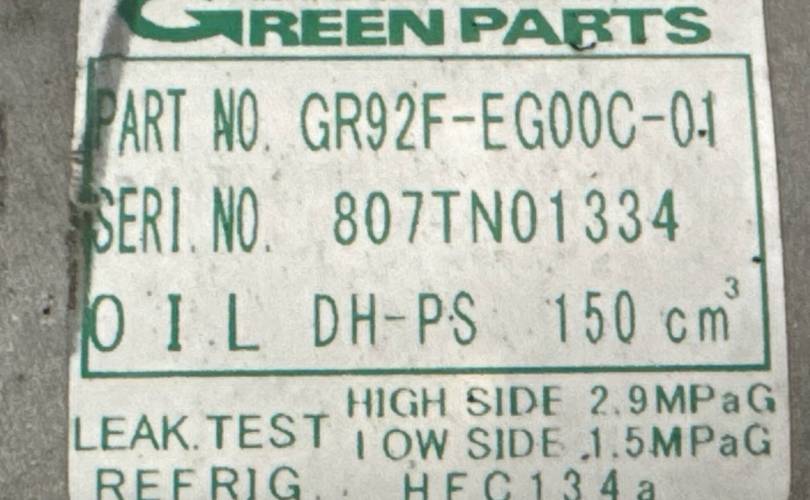 GREEN PARTS
PART NO. GR92F-EG00C-01
SERI. NO. 807TN01334
OIL DH-PS 150 cm³
LEAK. TEST HIGH SIDE 2.9MPaG
LOW SIDE 1.5MPaG
REFRIG. HFC134a